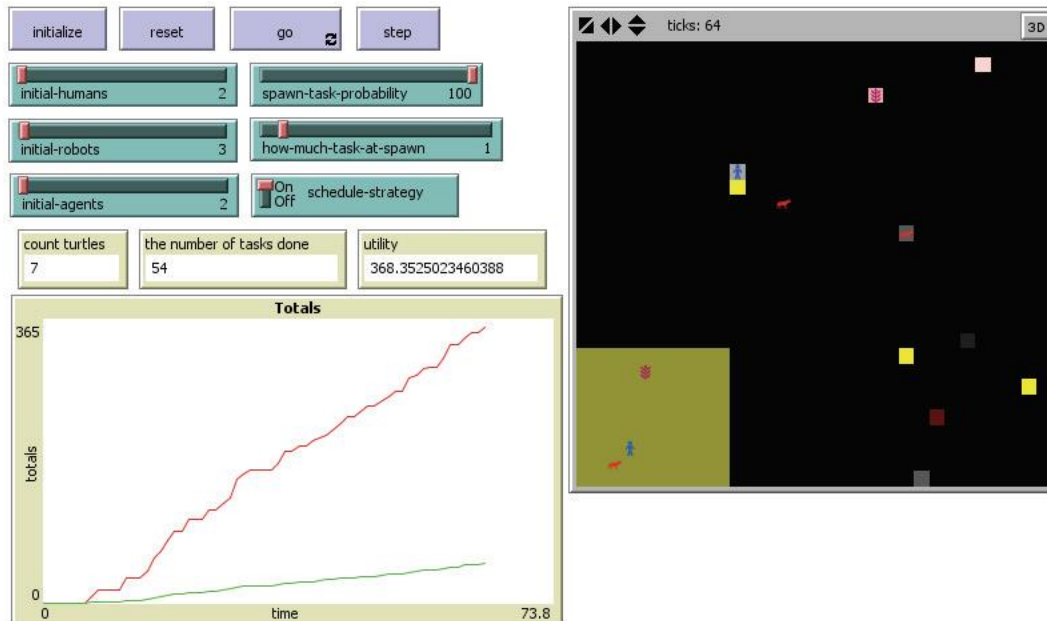 initialize reset go step
initial-humans 2 spawn-task-probability 100
initial-robots 3 how-much-task-at-spawn 1
initial-agents 2 On Off schedule-strategy
count turtles the number of tasks done utility
7 54 368.3525023460388
Totals
365
totals
0
0 time 73.8
ticks: 64 3D